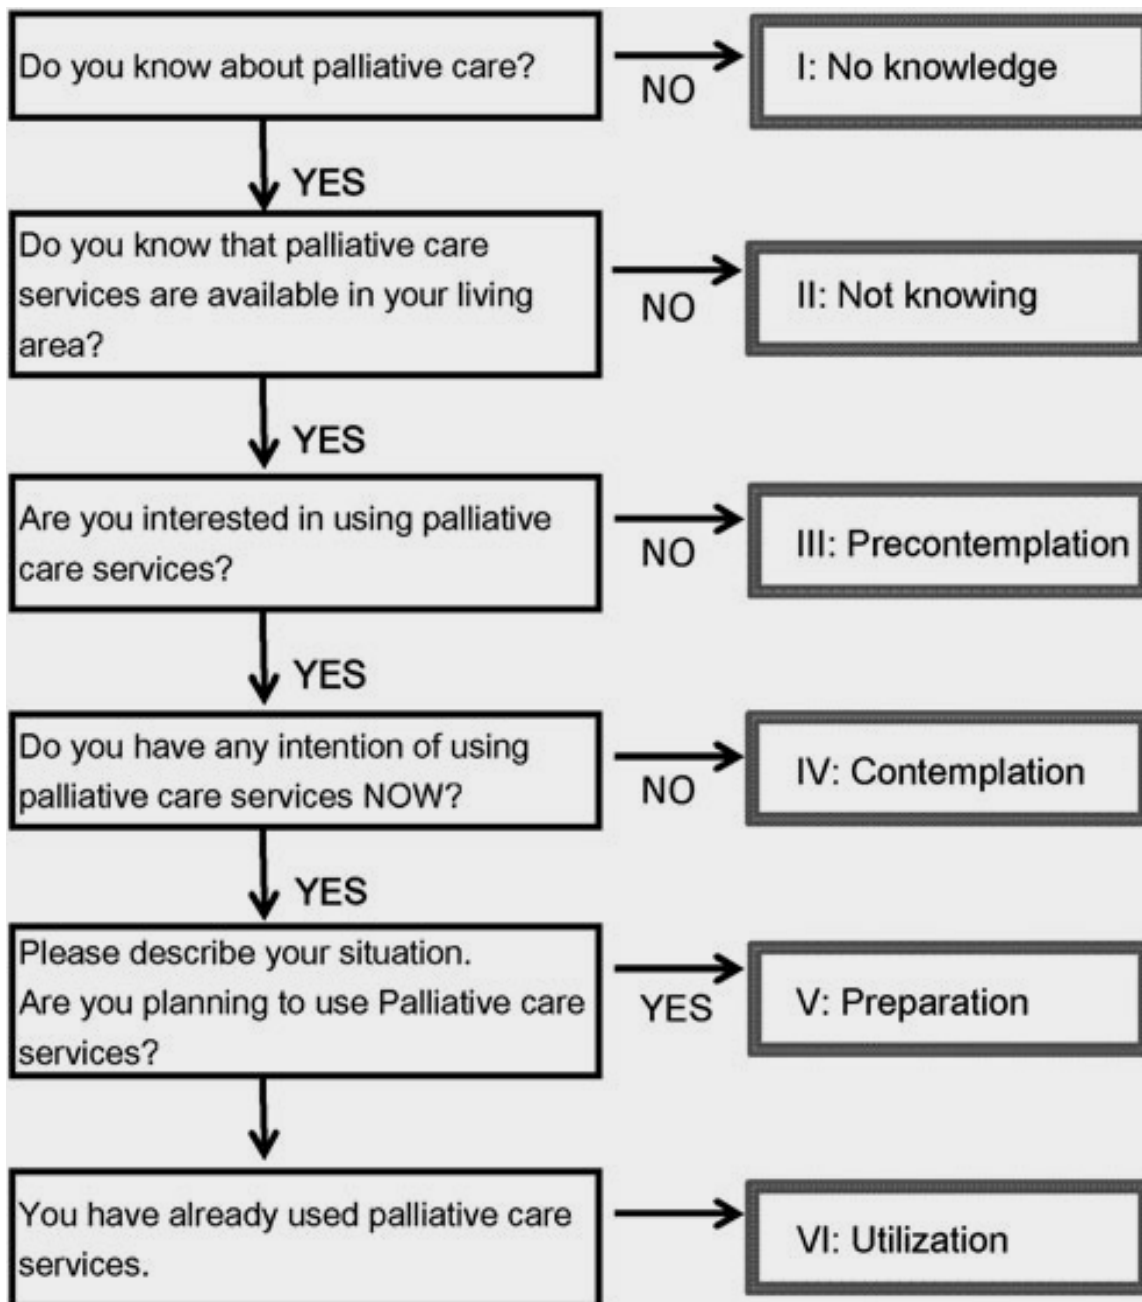 Do you know about palliative care?
NO
I: No knowledge
YES
Do you know that palliative care
services are available in your living
area?
NO
II: Not knowing
YES
Are you interested in using palliative
care services?
NO
III: Precontemplation
YES
Do you have any intention of using
palliative care services NOW?
NO
IV: Contemplation
YES
Please describe your situation.
Are you planning to use Palliative care
services?
YES
V: Preparation
You have already used palliative care
services.
VI: Utilization